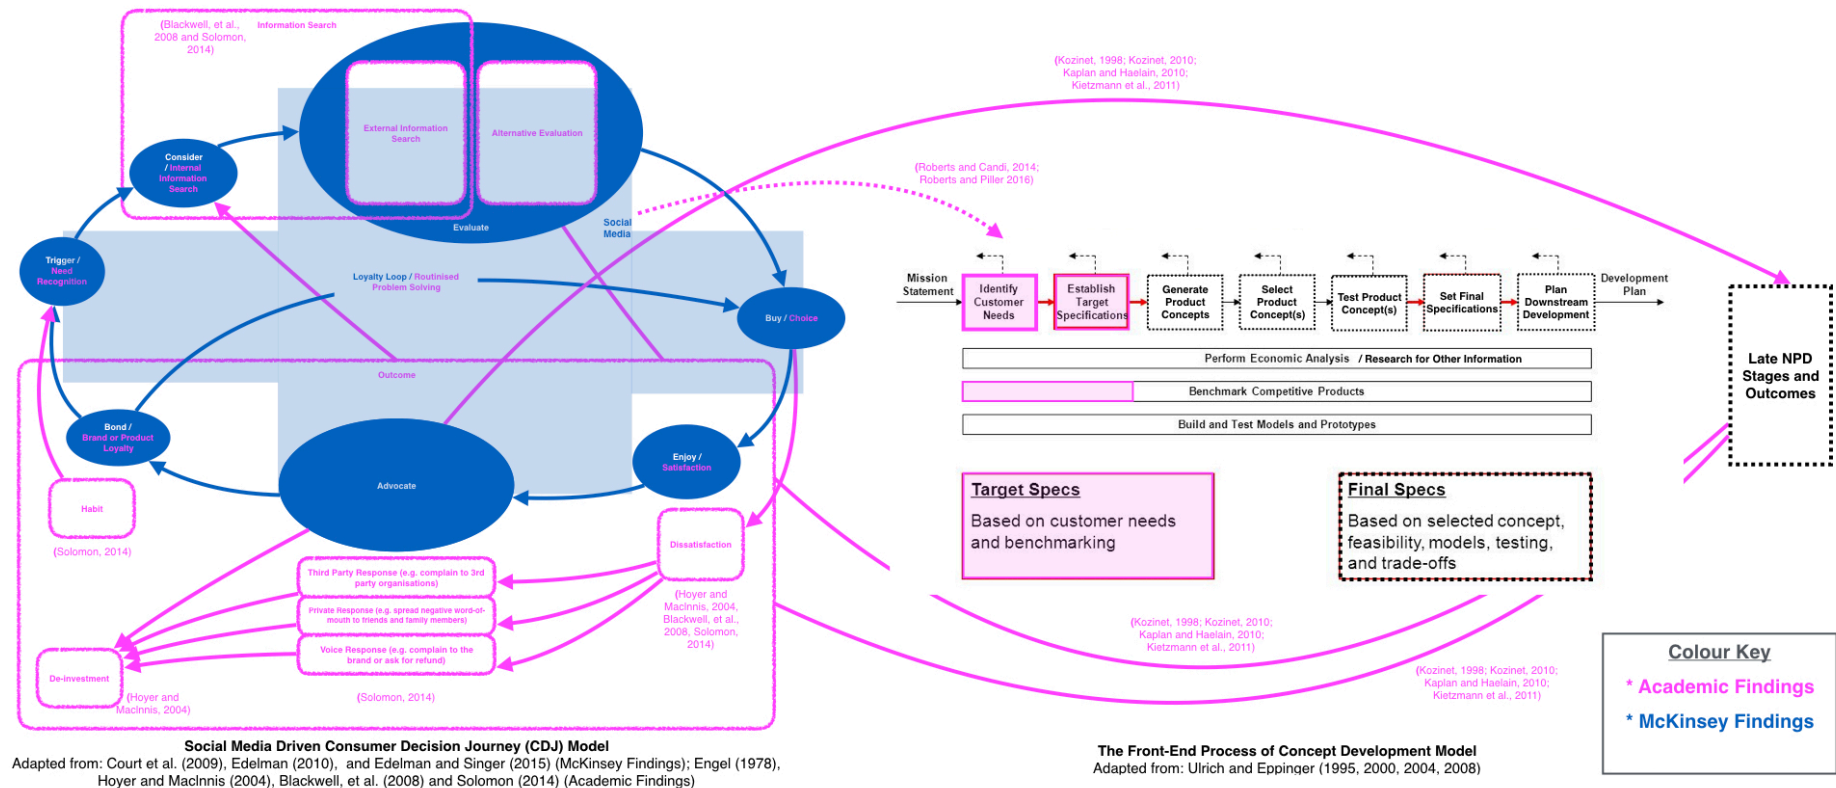 (Blackwell, et al.,
2008 and Solomon,
2014)
Information Search
External Information
Search
Alternative Evaluation
Consider
/ Internal
Information
Search
Evaluate
Social
Media
Trigger /
Need
Recognition
Loyalty Loop / Routinised
Problem Solving
Buy / Choice
Outcome
Bond /
Brand or Product
Loyalty
Enjoy /
Satisfaction
Advocate
Habit
(Solomon, 2014)
Dissatisfaction
(Hoyer and
MacInnis, 2004,
Blackwell, et al.,
2008, Solomon,
2014)
Third Party Response (e.g. complain to 3rd
party organisations)
Private Response (e.g. spread negative word-of-
mouth to friends and family members)
Voice Response (e.g. complain to the
brand or ask for refund)
De-investment
(Hoyer and
MacInnis, 2004)
(Solomon, 2014)
Social Media Driven Consumer Decision Journey (CDJ) Model
Adapted from: Court et al. (2009), Edelman (2010),  and Edelman and Singer (2015) (McKinsey Findings); Engel (1978),
Hoyer and MacInnis (2004), Blackwell, et al. (2008) and Solomon (2014) (Academic Findings)
(Kozinet, 1998; Kozinet, 2010;
Kaplan and Haelain, 2010;
Kietzmann et al., 2011)
(Roberts and Candi, 2014;
Roberts and Piller 2016)
Mission
Statement
Identify
Customer
Needs
Establish
Target
Specifications
Generate
Product
Concepts
Select
Product
Concept(s)
Test Product
Concept(s)
Set Final
Specifications
Plan
Downstream
Development
Development
Plan
Perform Economic Analysis / Research for Other Information
Benchmark Competitive Products
Build and Test Models and Prototypes
Late NPD
Stages and
Outcomes
Target Specs
Based on customer needs
and benchmarking
Final Specs
Based on selected concept,
feasibility, models, testing,
and trade-offs
(Kozinet, 1998; Kozinet, 2010;
Kaplan and Haelain, 2010;
Kietzmann et al., 2011)
(Kozinet, 1998; Kozinet, 2010;
Kaplan and Haelain, 2010;
Kietzmann et al., 2011)
The Front-End Process of Concept Development Model
Adapted from: Ulrich and Eppinger (1995, 2000, 2004, 2008)
Colour Key
* Academic Findings
* McKinsey Findings